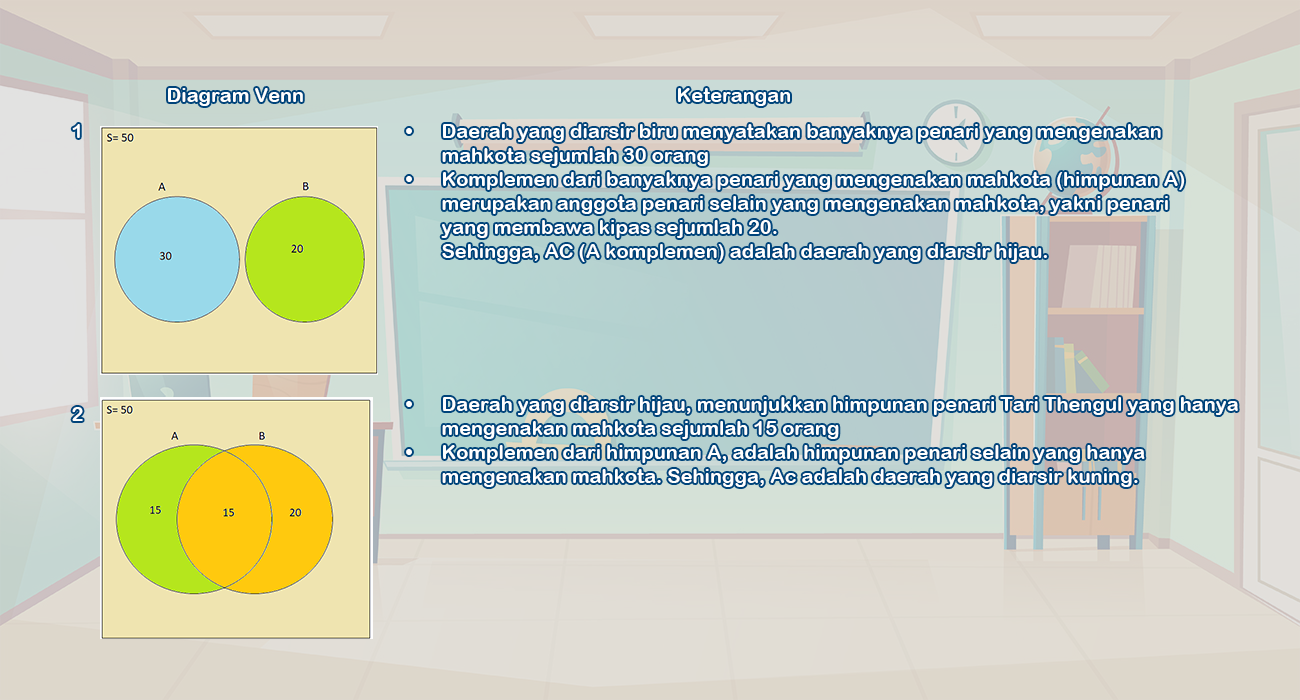 Diagram Venn
Keterangan
1
S= 50
A
B
30
20
• Daerah yang diarsir biru menyatakan banyaknya penari yang mengenakan
mahkota sejumlah 30 orang
• Komplemen dari banyaknya penari yang mengenakan mahkota (himpunan A)
merupakan anggota penari selain yang mengenakan mahkota, yakni penari
yang membawa kipas sejumlah 20.
Sehingga, AC (A komplemen) adalah daerah yang diarsir hijau.
2
S= 50
A
B
15
15
20
• Daerah yang diarsir hijau, menunjukkan himpunan penari Tari Thengul yang hanya
mengenakan mahkota sejumlah 15 orang
• Komplemen dari himpunan A, adalah himpunan penari selain yang hanya
mengenakan mahkota. Sehingga, Ac adalah daerah yang diarsir kuning.